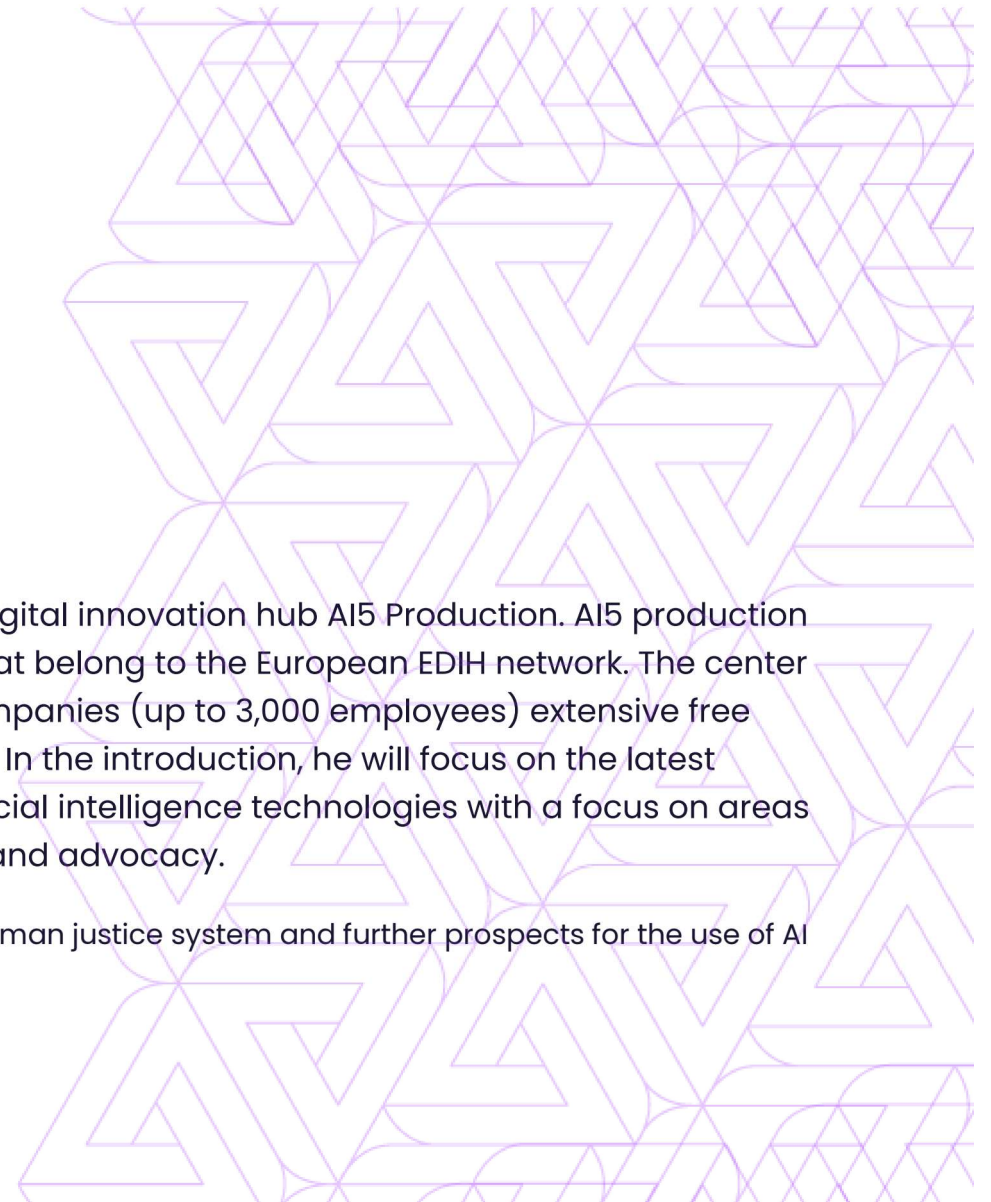 gital innovation hub AI5 Production. AI5 production
at belong to the European EDIH network. The center
mpanies (up to 3,000 employees) extensive free
In the introduction, he will focus on the latest
cial intelligence technologies with a focus on areas
and advocacy.
man justice system and further prospects for the use of AI